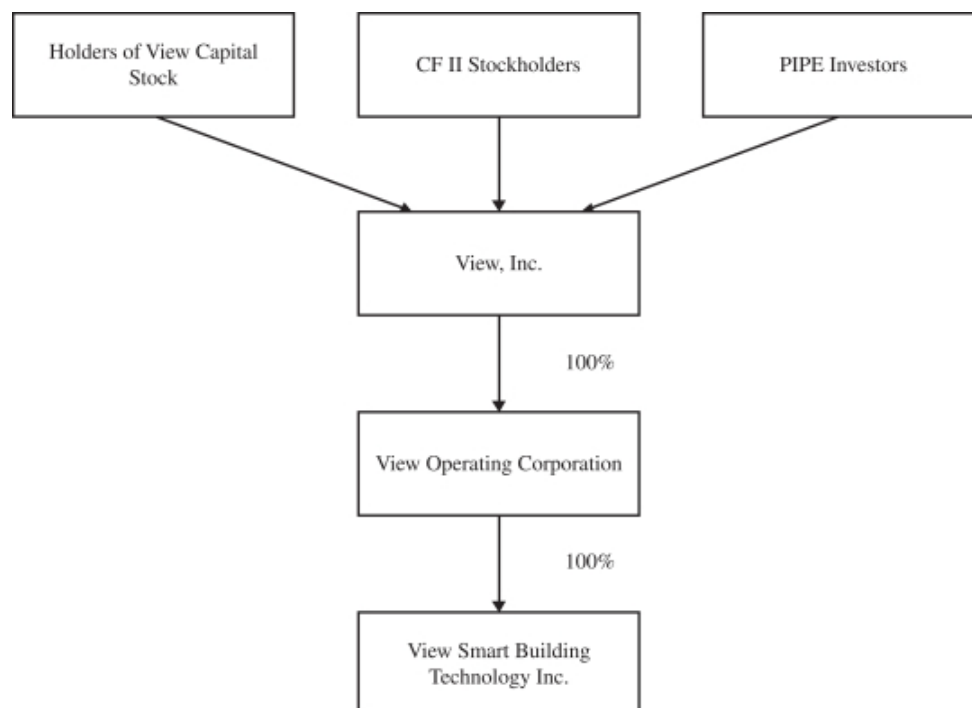 Holders of View Capital
Stock
CF II Stockholders
PIPE Investors
View, Inc.
100%
View Operating Corporation
100%
View Smart Building
Technology Inc.